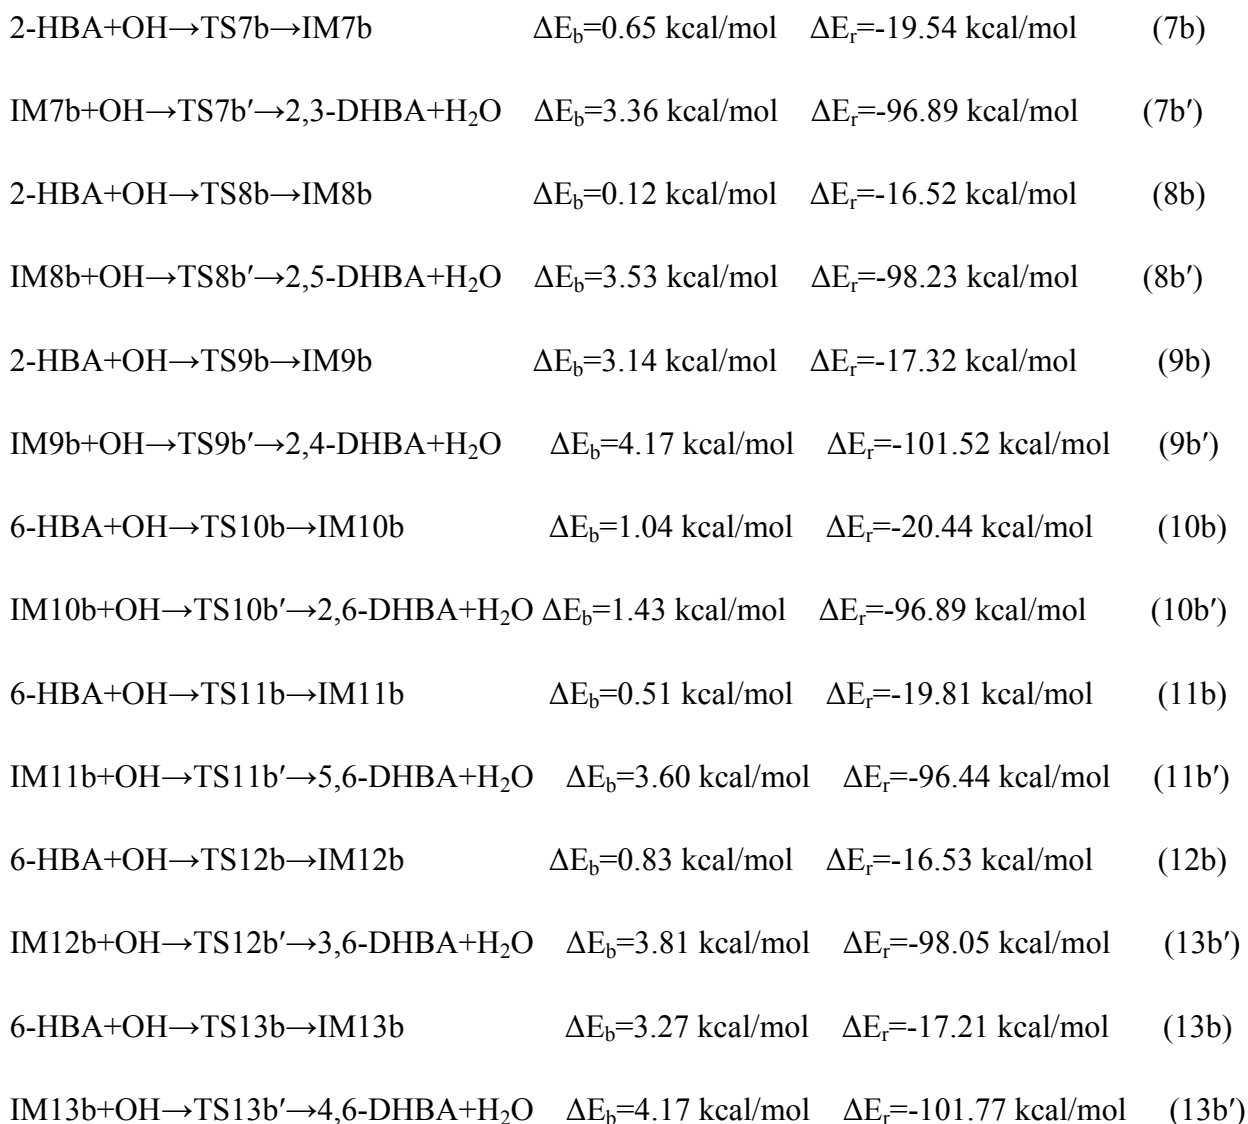 2-HBA+OH→TS7b→IM7b ΔE_b=0.65 kcal/mol ΔE_r=-19.54 kcal/mol (7b)
IM7b+OH→TS7b′→2,3-DHBA+H₂O ΔE_b=3.36 kcal/mol ΔE_r=-96.89 kcal/mol (7b′)
2-HBA+OH→TS8b→IM8b ΔE_b=0.12 kcal/mol ΔE_r=-16.52 kcal/mol (8b)
IM8b+OH→TS8b′→2,5-DHBA+H₂O ΔE_b=3.53 kcal/mol ΔE_r=-98.23 kcal/mol (8b′)
2-HBA+OH→TS9b→IM9b ΔE_b=3.14 kcal/mol ΔE_r=-17.32 kcal/mol (9b)
IM9b+OH→TS9b′→2,4-DHBA+H₂O ΔE_b=4.17 kcal/mol ΔE_r=-101.52 kcal/mol (9b′)
6-HBA+OH→TS10b→IM10b ΔE_b=1.04 kcal/mol ΔE_r=-20.44 kcal/mol (10b)
IM10b+OH→TS10b′→2,6-DHBA+H₂O ΔE_b=1.43 kcal/mol ΔE_r=-96.89 kcal/mol (10b′)
6-HBA+OH→TS11b→IM11b ΔE_b=0.51 kcal/mol ΔE_r=-19.81 kcal/mol (11b)
IM11b+OH→TS11b′→5,6-DHBA+H₂O ΔE_b=3.60 kcal/mol ΔE_r=-96.44 kcal/mol (11b′)
6-HBA+OH→TS12b→IM12b ΔE_b=0.83 kcal/mol ΔE_r=-16.53 kcal/mol (12b)
IM12b+OH→TS12b′→3,6-DHBA+H₂O ΔE_b=3.81 kcal/mol ΔE_r=-98.05 kcal/mol (13b′)
6-HBA+OH→TS13b→IM13b ΔE_b=3.27 kcal/mol ΔE_r=-17.21 kcal/mol (13b)
IM13b+OH→TS13b′→4,6-DHBA+H₂O ΔE_b=4.17 kcal/mol ΔE_r=-101.77 kcal/mol (13b′)